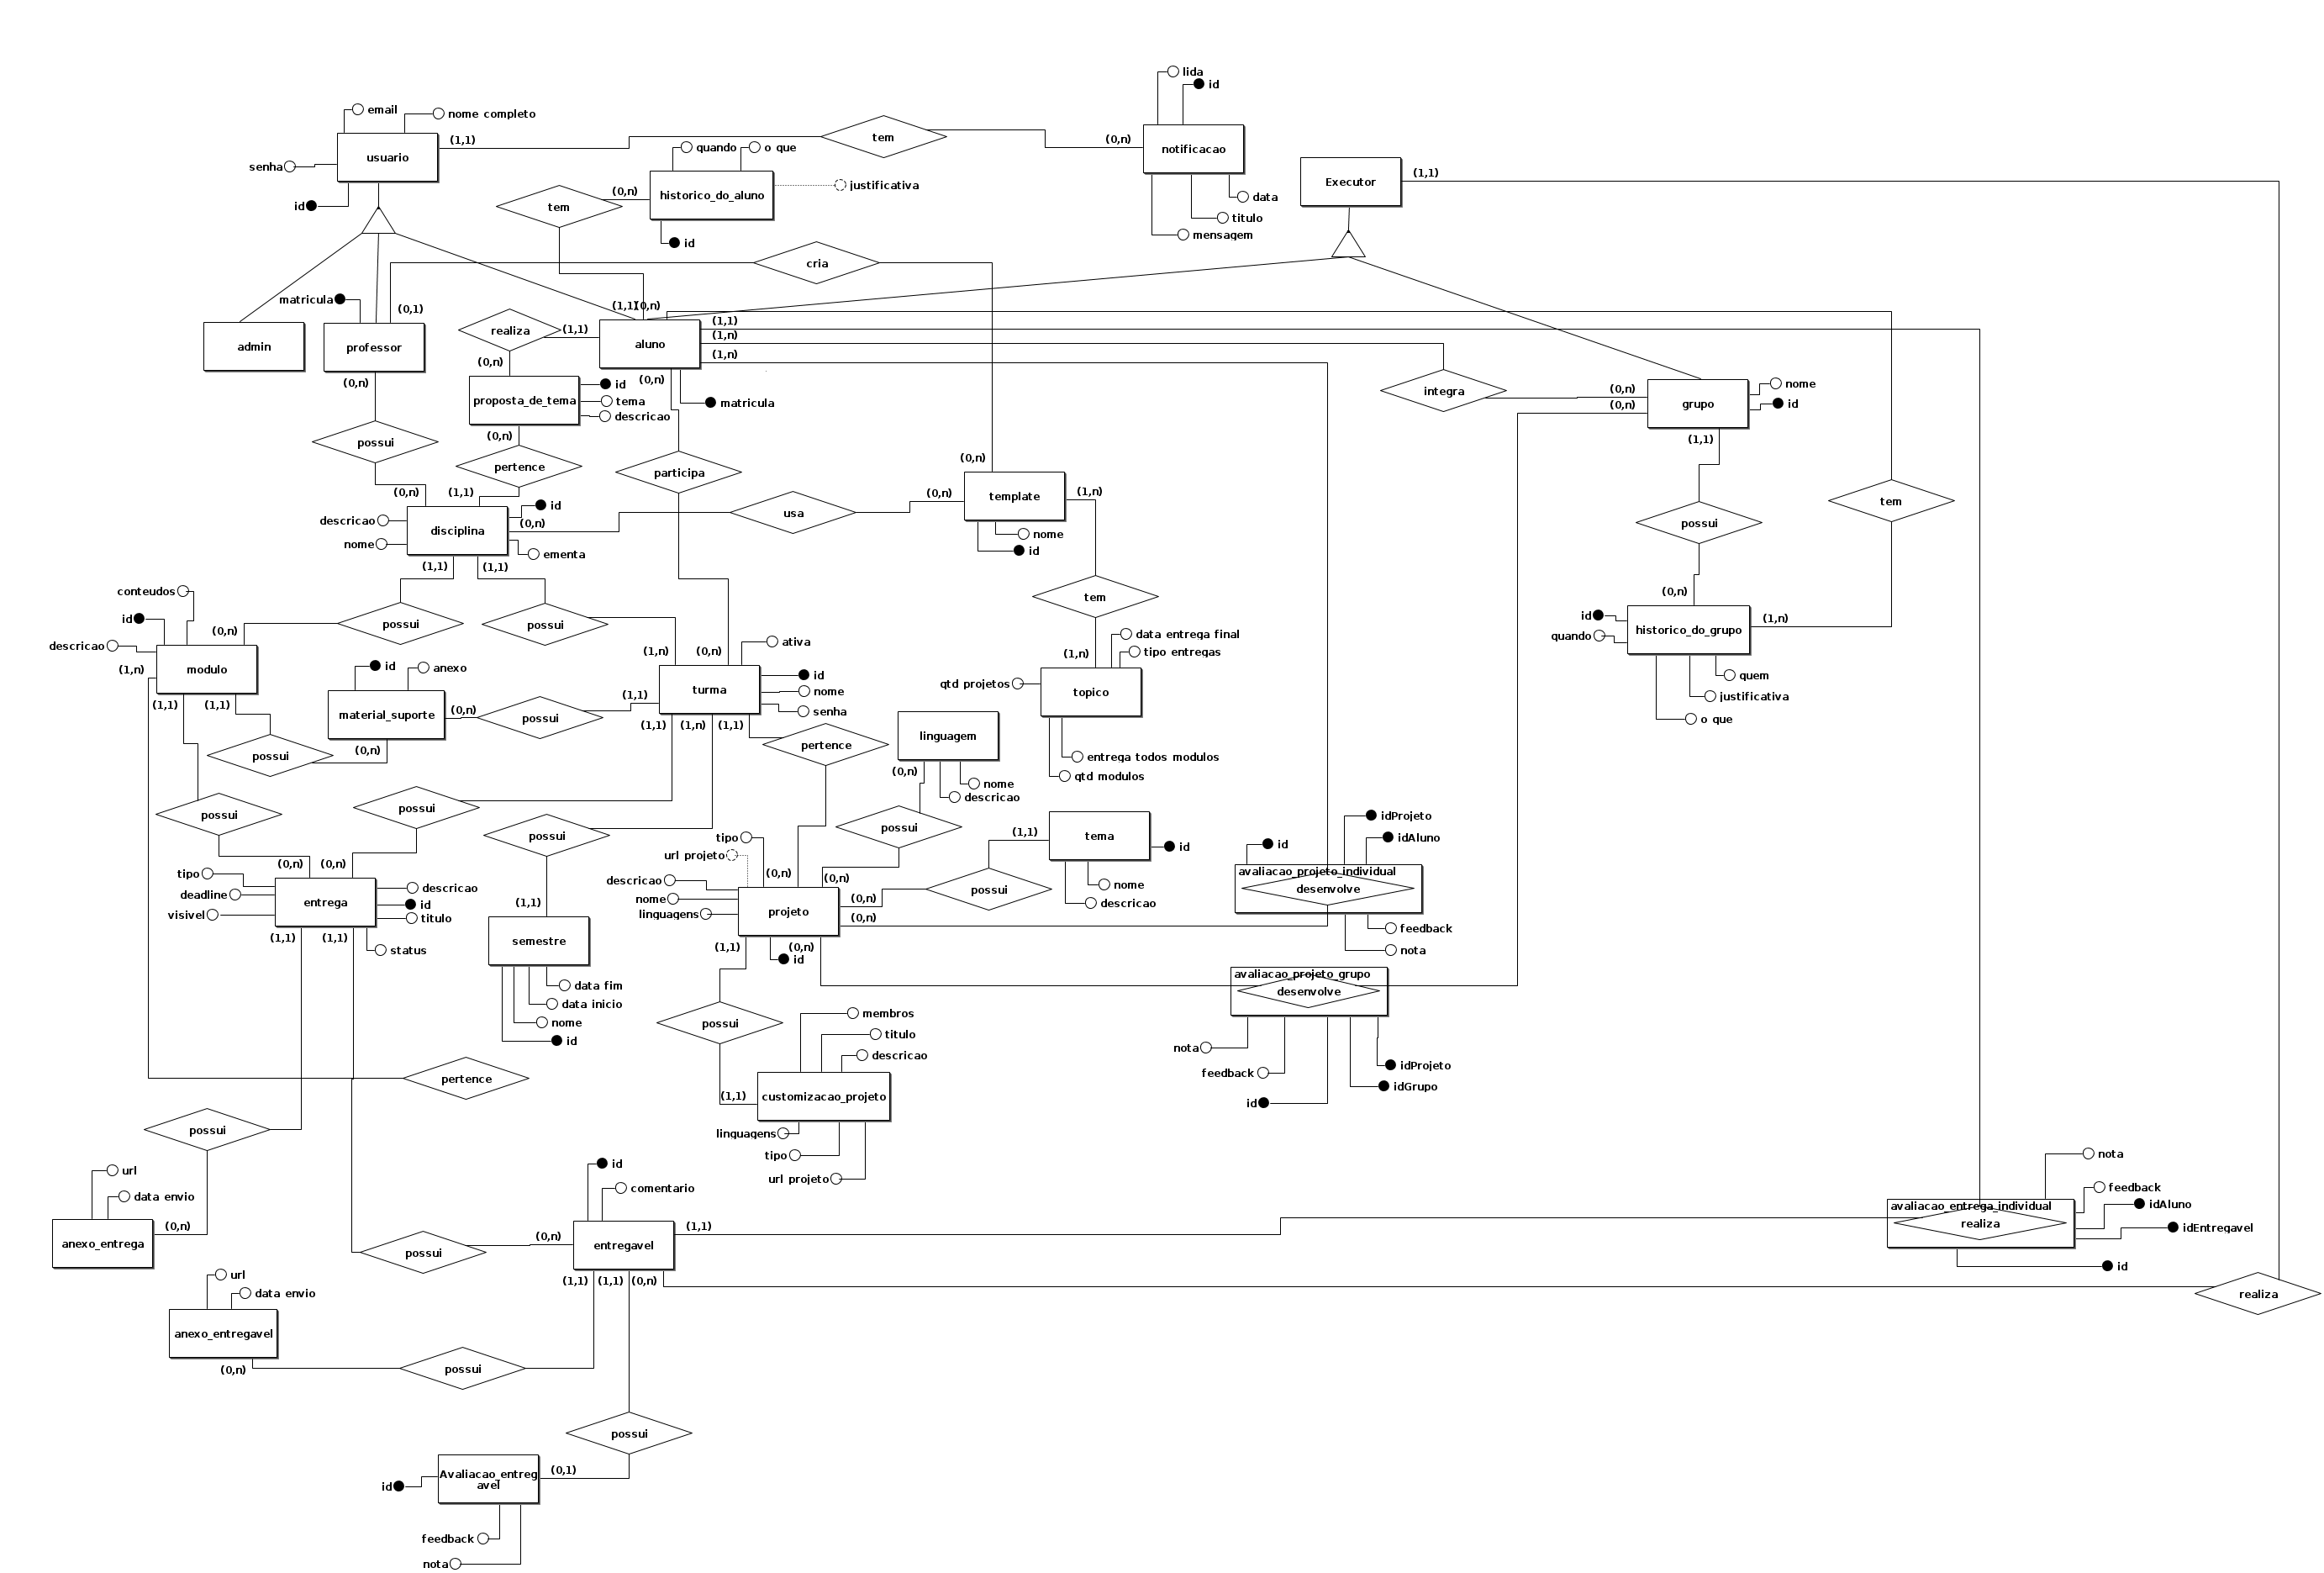 lida
id
email
nome completo
(1,1)
tem
(0,n)
notificacao
usuario
senha
id
quando
o que
(0,n)
historico_do_aluno
justificativa
id
tem
Executor
(1,1)
data
titulo
mensagem
cria
matricula
(0,1)
(1,1)
(0,n)
admin
professor
realiza
(1,1)
aluno
(1,1)
(1,n)
(1,n)
(0,n)
(0,n)
(0,n)
proposta_de_tema
id
tema
descricao
matricula
integra
(0,n)
(0,n)
grupo
nome
id
(1,1)
possui
(0,n)
pertence
participa
(0,n)
(1,1)
(0,n)
template
(0,n)
(1,n)
nome
id
usa
descricao
nome
disciplina
id
(0,n)
ementa
possui
tem
(1,1)
(1,1)
conteudos
id
descricao
(0,n)
(1,n)
modulo
possui
possui
tem
(0,n)
id
quando
historico_do_grupo
(1,n)
quem
justificativa
o que
(1,n)
(0,n)
ativa
turma
id
nome
senha
(1,n)
data entrega final
tipo entregas
qtd projetos
topico
entrega todos modulos
qtd modulos
id
anexo
material_suporte
(0,n)
possui
(1,1)
(1,1)
(1,1)
possui
(0,n)
(1,1)
(1,n)
(1,1)
pertence
linguagem
(0,n)
nome
descricao
possui
possui
possui
possui
tipo
url projeto
descricao
nome
linguagens
(0,n)
(0,n)
projeto
(0,n)
(0,n)
(1,1)
(0,n)
id
possui
(1,1)
tema
id
nome
descricao
idProjeto
idAluno
id
avaliacao_projeto_individual
desenvolve
feedback
nota
(0,n)
(0,n)
tipo
deadline
visivel
entrega
descricao
id
titulo
status
(1,1)
(1,1)
(1,1)
semestre
data fim
data inicio
nome
id
avaliacao_projeto_grupo
desenvolve
nota
feedback
id
idProjeto
idGrupo
possui
membros
titulo
descricao
(1,1)
customizacao_projeto
linguagens
tipo
url projeto
pertence
possui
url
data envio
anexo_entrega
(0,n)
id
comentario
possui
(0,n)
entregavel
(1,1)
(1,1)
(1,1)
(0,n)
nota
feedback
avaliacao_entrega_individual
realiza
idAluno
idEntregavel
id
realiza
url
data envio
anexo_entregavel
(0,n)
possui
possui
Avaliacao_entreg
avel
(0,1)
id
feedback
nota